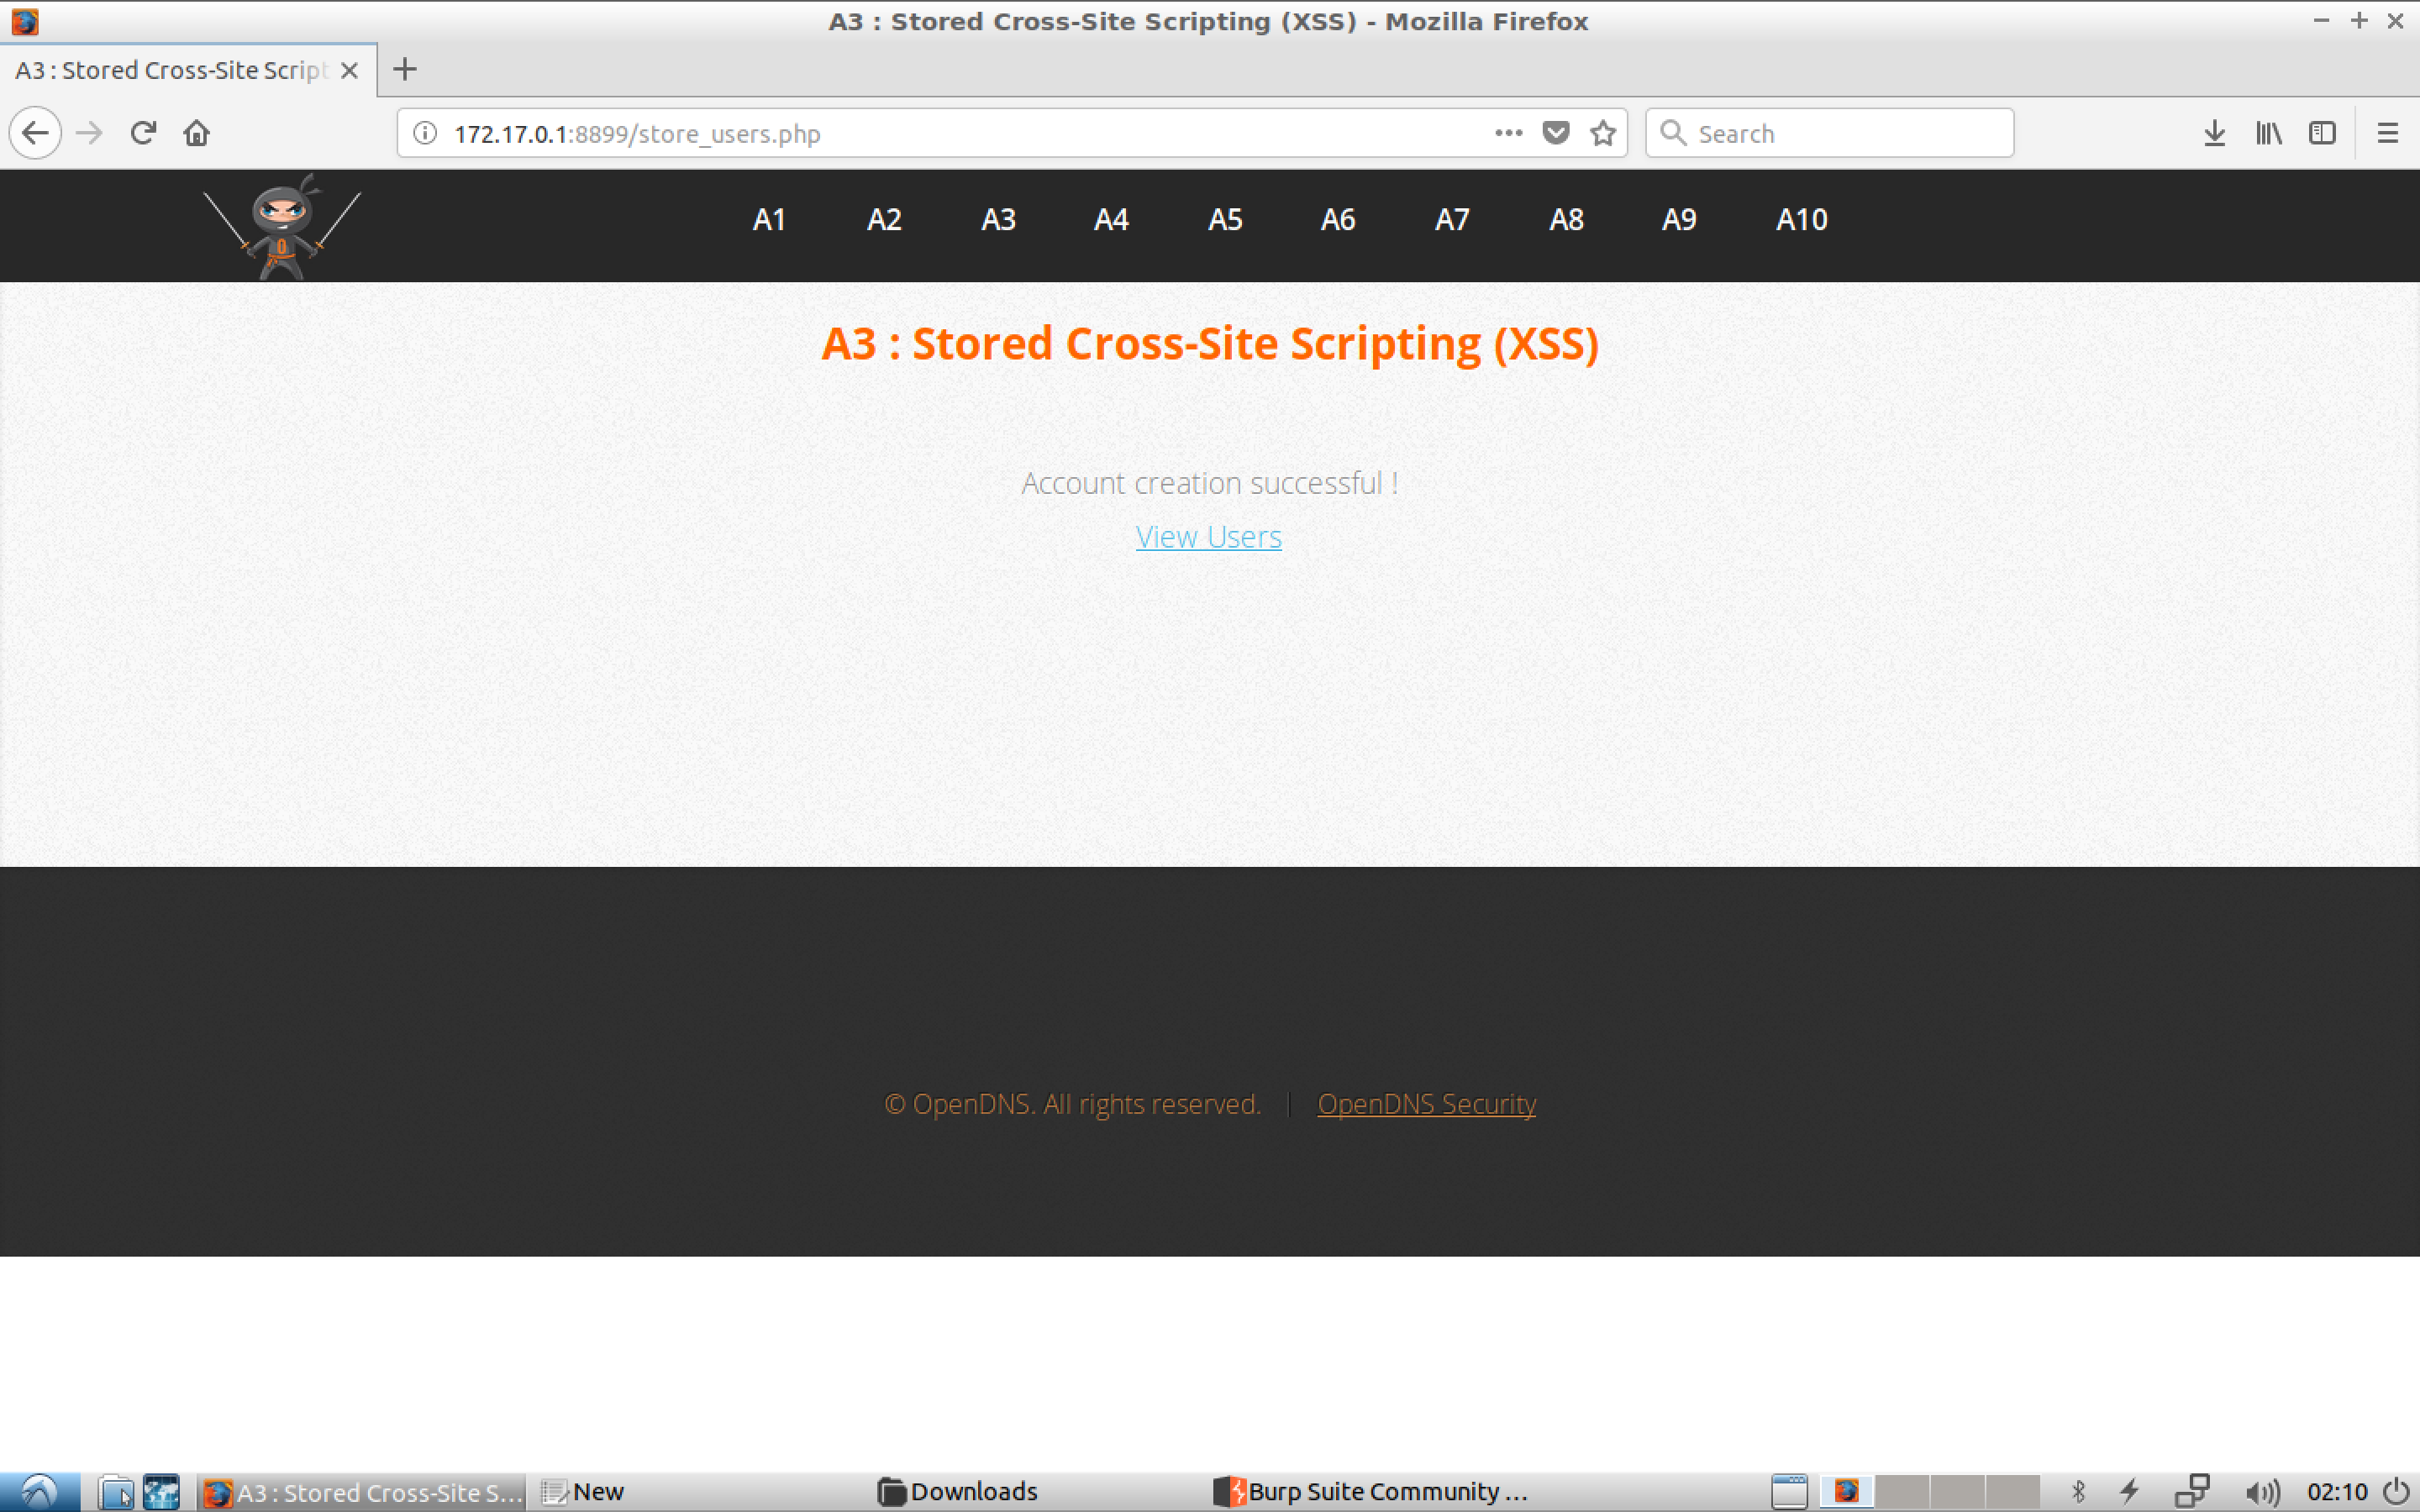 A3 : Stored Cross-Site Scripting (XSS) - Mozilla Firefox
A3 : Stored Cross-Site Script
172.17.0.1:8899/store_users.php
Search
A1 A2 A3 A4 A5 A6 A7 A8 A9 A10
A3 : Stored Cross-Site Scripting (XSS)
Account creation successful !
View Users
© OpenDNS. All rights reserved. | OpenDNS Security
A3 : Stored Cross-Site S... New Downloads Burp Suite Community ... 02:10